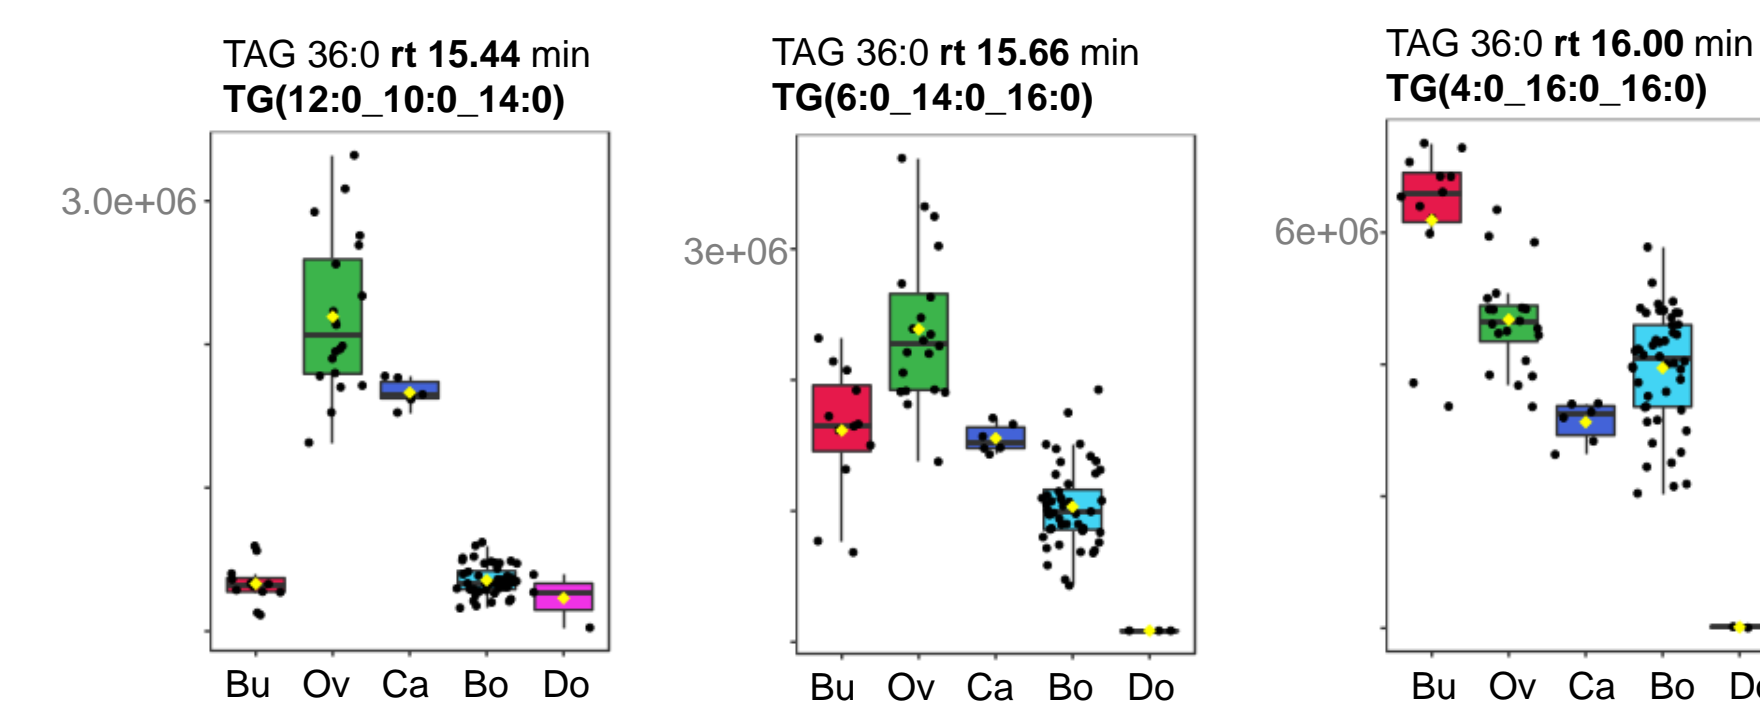 TAG 36:0 rt 15.44 min
TG(12:0_10:0_14:0)
3.0e+06
Bu Ov Ca Bo Do
TAG 36:0 rt 15.66 min
TG(6:0_14:0_16:0)
3e+06
Bu Ov Ca Bo Do
TAG 36:0 rt 16.00 min
TG(4:0_16:0_16:0)
6e+06
Bu Ov Ca Bo